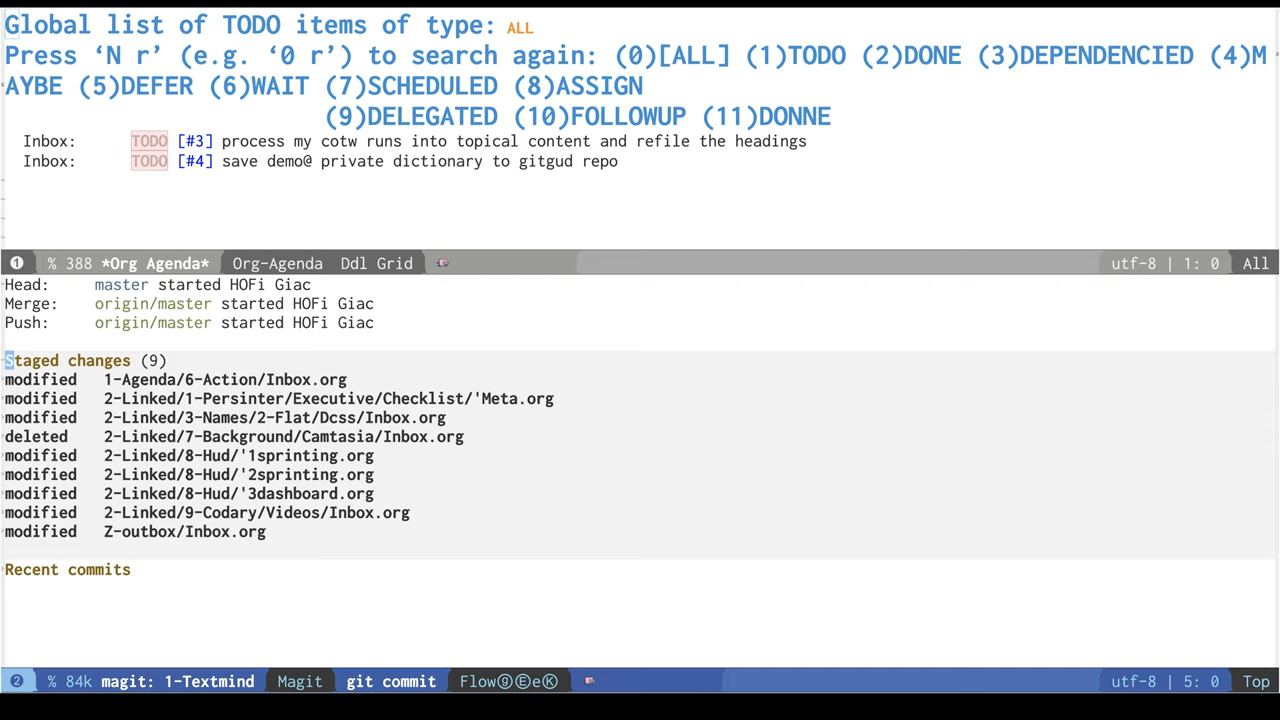 Global list of TODO items of type: ALL
Press ‘N r’ (e.g. ‘0 r’) to search again: (0)[ALL] (1)TODO (2)DONE (3)DEPENDENCIED (4)M
AYBE (5)DEFER (6)WAIT (7)SCHEDULED (8)ASSIGN
(9)DELEGATED (10)FOLLOWUP (11)DONNE
Inbox: TODO [#3] process my cotw runs into topical content and refile the headings
Inbox: TODO [#4] save demo@ private dictionary to gitgud repo
❶ % 388 *Org Agenda* Org-Agenda Ddl Grid utf-8 | 1: 0 All
Head: master started HOFi Giac
Merge: origin/master started HOFi Giac
Push: origin/master started HOFi Giac
Staged changes (9)
modified 1-Agenda/6-Action/Inbox.org
modified 2-Linked/1-Persinter/Executive/Checklist/'Meta.org
modified 2-Linked/3-Names/2-Flat/Dcss/Inbox.org
deleted 2-Linked/7-Background/Camtasia/Inbox.org
modified 2-Linked/8-Hud/'1sprinting.org
modified 2-Linked/8-Hud/'2sprinting.org
modified 2-Linked/8-Hud/'3dashboard.org
modified 2-Linked/9-Codary/Videos/Inbox.org
modified Z-outbox/Inbox.org
Recent commits
❷ % 84k magit: 1-Textmind Magit git commit FlowⓖⒺeⓀ utf-8 | 5: 0 Top